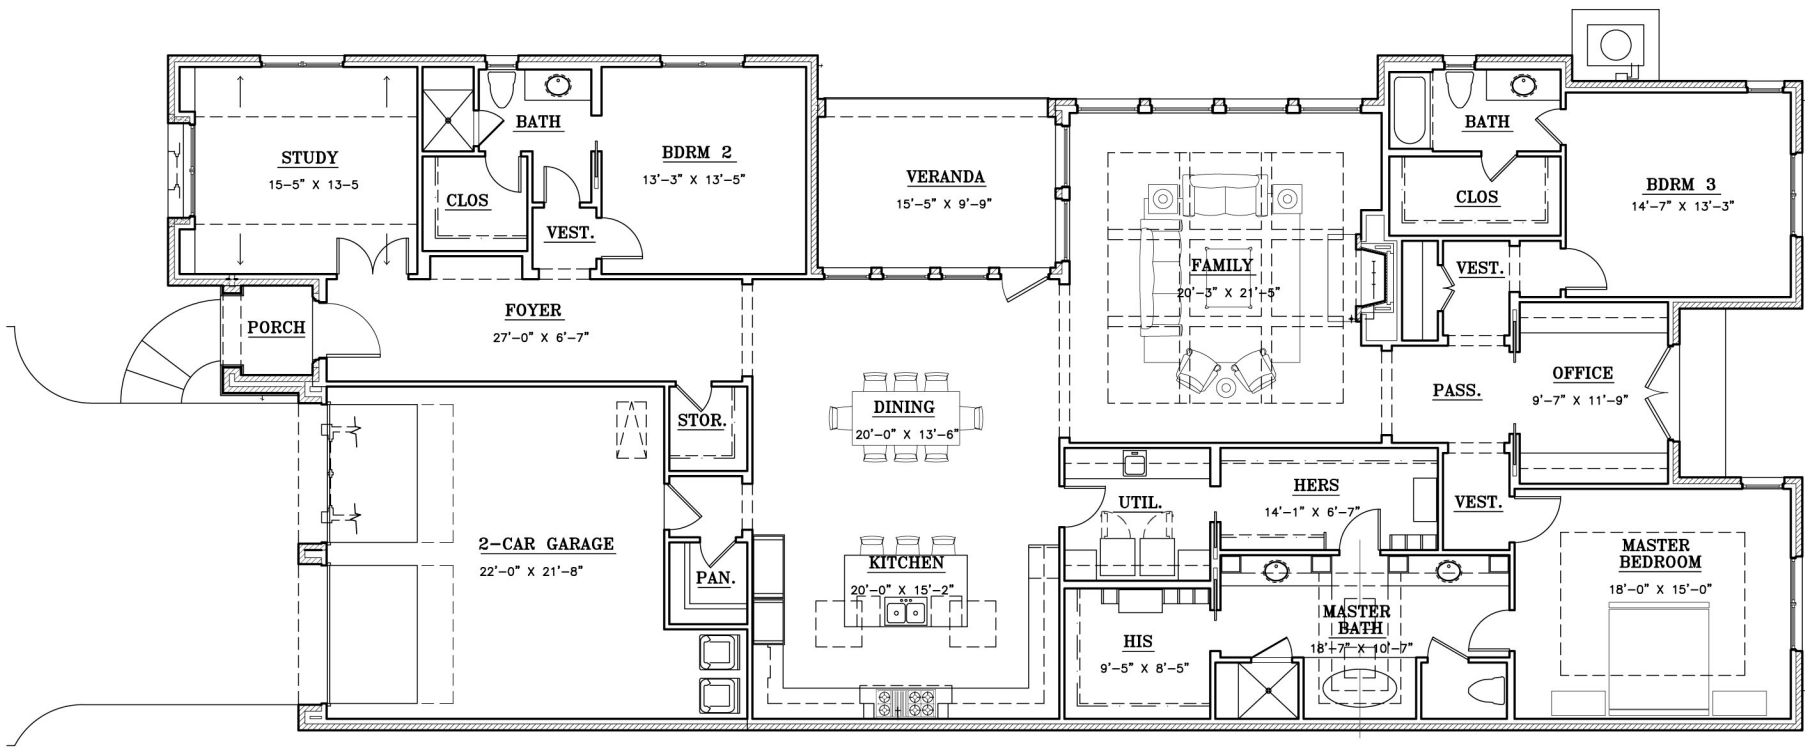 STUDY
15'-5" X 13-5
BATH
CLOS
VEST.
BDRM 2
13'-3" X 13'-5"
VERANDA
15'-5" X 9'-9"
FAMILY
20'-3" X 21'-5"
BATH
CLOS
BDRM 3
14'-7" X 13'-3"
VEST.
PORCH
FOYER
27'-0" X 6'-7"
STOR.
DINING
20'-0" X 13'-6"
PASS.
OFFICE
9'-7" X 11'-9"
2-CAR GARAGE
22'-0" X 21'-8"
PAN.
KITCHEN
20'-0" X 15'-2"
UTIL.
HERS
14'-1" X 6'-7"
VEST.
HIS
9'-5" X 8'-5"
MASTER
BATH
18'-7" X 10'-7"
MASTER
BEDROOM
18'-0" X 15'-0"